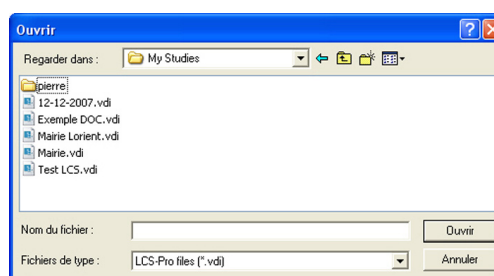 Ouvrir
Regarder dans : My Studies
pierre
12-12-2007.vdi
Exemple DOC.vdi
Mairie Lorient.vdi
Mairie.vdi
Test LCS.vdi
Nom du fichier : Ouvrir
Fichiers de type : LCS-Pro files (*.vdi) Annuler